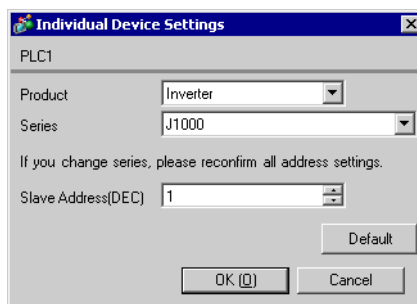 Individual Device Settings
PLC1
Product Inverter
Series J1000
If you change series, please reconfirm all address settings.
Slave Address(DEC) 1
Default
OK (O) Cancel